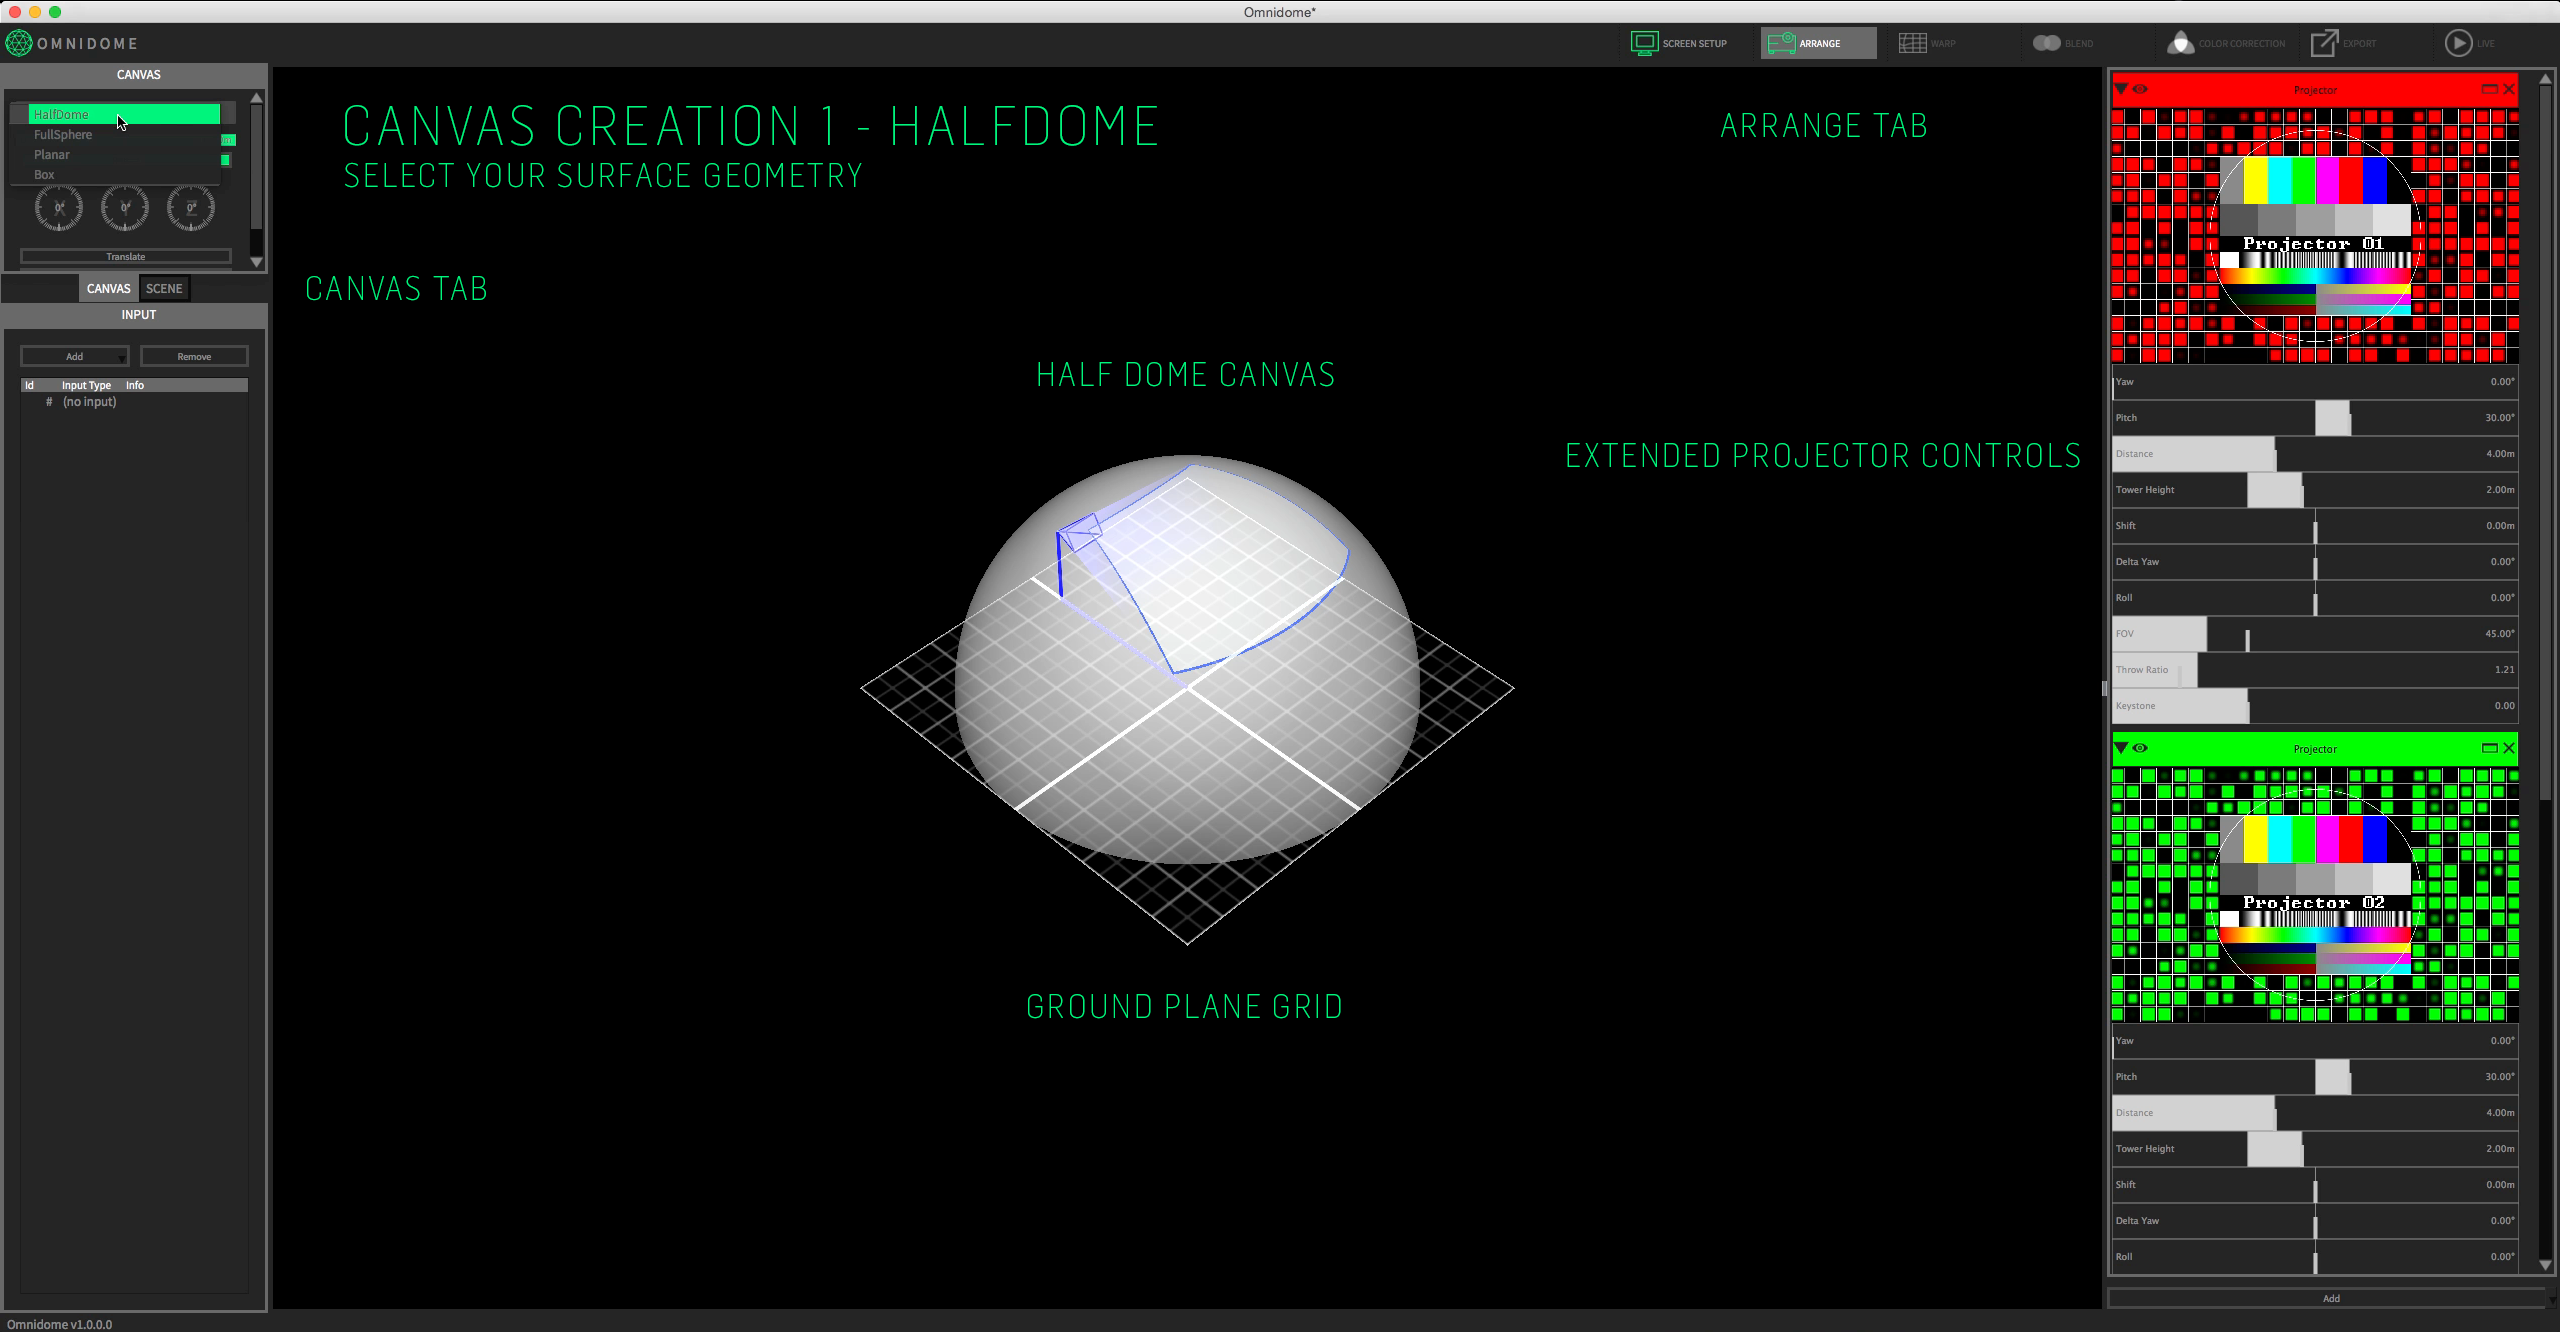 Omnidome*
OMNIDOME
SCREEN SETUP
ARRANGE
WARP
BLEND
COLOR CORRECTION
EXPORT
LIVE
CANVAS
HalfDome
FullSphere
Planar
Box
0° 0° 0°
Translate
CANVAS SCENE
INPUT
Add Remove
Id Input Type Info
# (no input)
CANVAS CREATION 1 - HALFDOME
SELECT YOUR SURFACE GEOMETRY
ARRANGE TAB
CANVAS TAB
HALF DOME CANVAS
EXTENDED PROJECTOR CONTROLS
GROUND PLANE GRID
Projector
Projector 01
Yaw 0.00°
Pitch 30.00°
Distance 4.00m
Tower Height 2.00m
Shift 0.00m
Delta Yaw 0.00°
Roll 0.00°
FOV 45.00°
Throw Ratio 1.21
Keystone 0.00
Projector
Projector 02
Yaw 0.00°
Pitch 30.00°
Distance 4.00m
Tower Height 2.00m
Shift 0.00m
Delta Yaw 0.00°
Roll 0.00°
Add
Omnidome v1.0.0.0